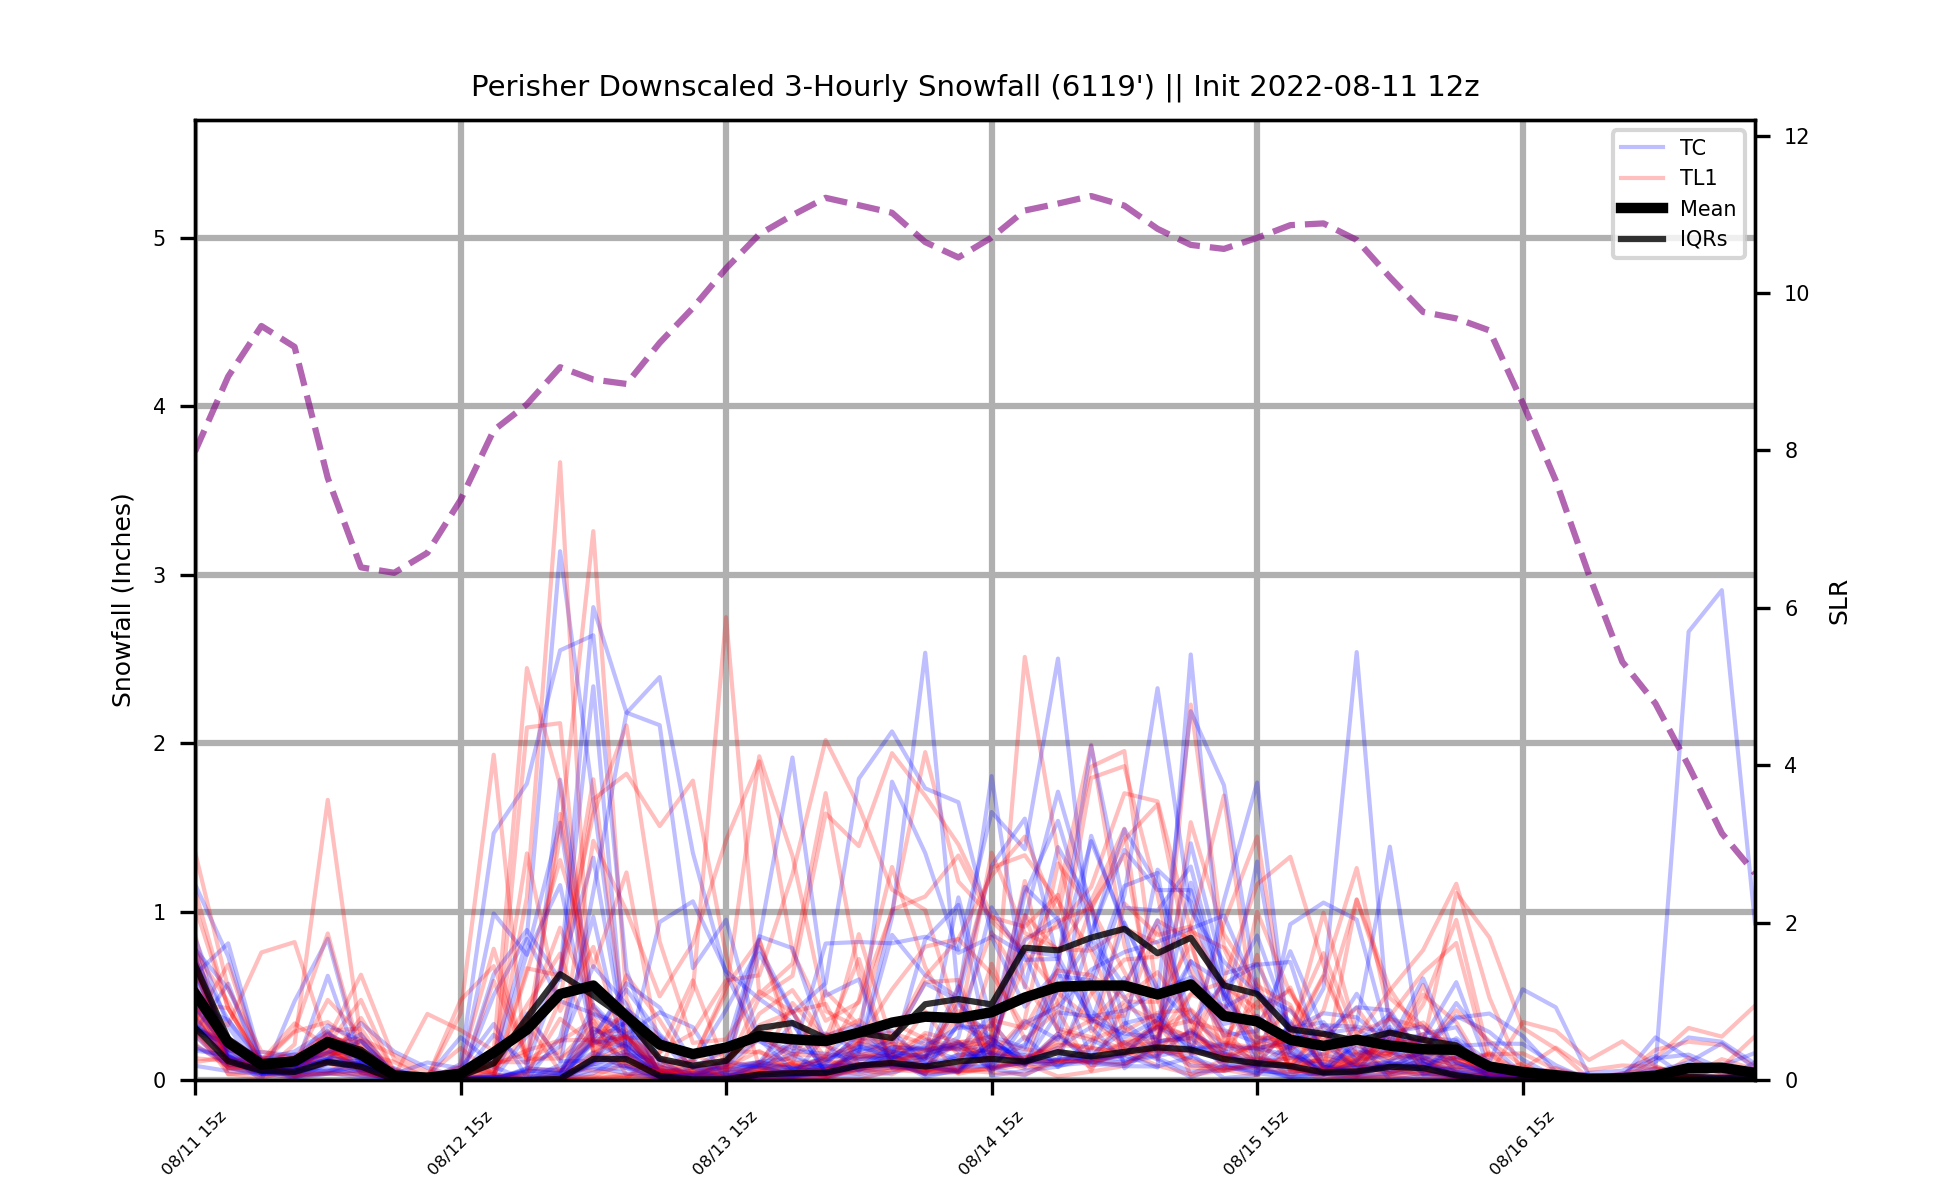 Perisher Downscaled 3-Hourly Snowfall (6119') || Init 2022-08-11 12z
TC
TL1
Mean
IQRs
Snowfall (Inches)
5
4
3
2
1
0
12
10
8
6
4
2
0
SLR
08/11 15z
08/12 15z
08/13 15z
08/14 15z
08/15 15z
08/16 15z